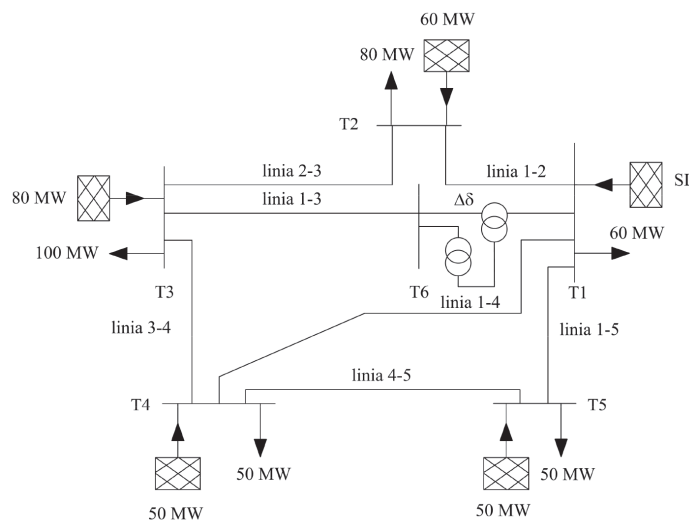 60 MW
80 MW
T2
linia 2-3
linia 1-2
80 MW
linia 1-3
Δδ
SI
60 MW
100 MW
T3
T6
linia 1-4
T1
linia 3-4
linia 1-5
linia 4-5
T4
T5
50 MW
50 MW
50 MW
50 MW